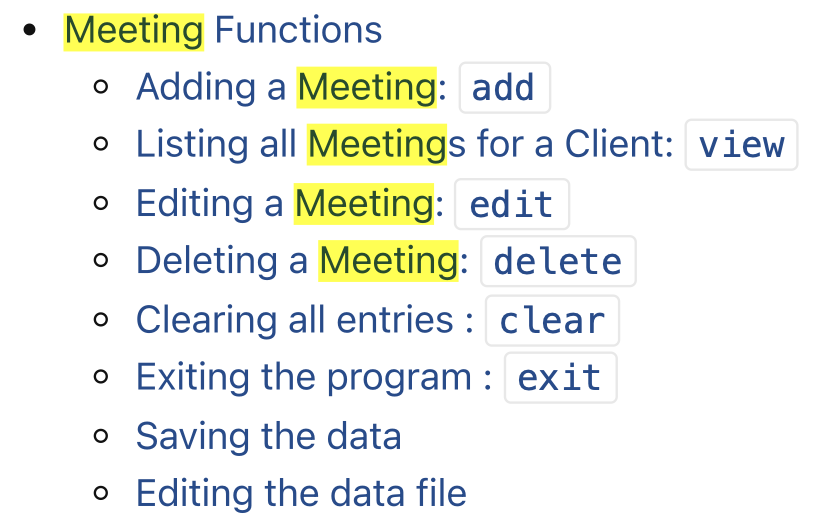 Meeting Functions
Adding a Meeting: add
Listing all Meetings for a Client: view
Editing a Meeting: edit
Deleting a Meeting: delete
Clearing all entries : clear
Exiting the program : exit
Saving the data
Editing the data file